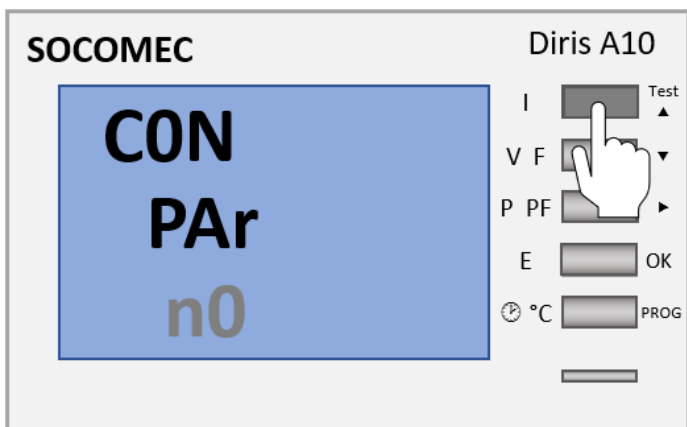 SOCOMEC
Diris A10
C0N
PAr
n0
I
Test
▲
V F
▼
P PF
►
E
OK
°C
PROG